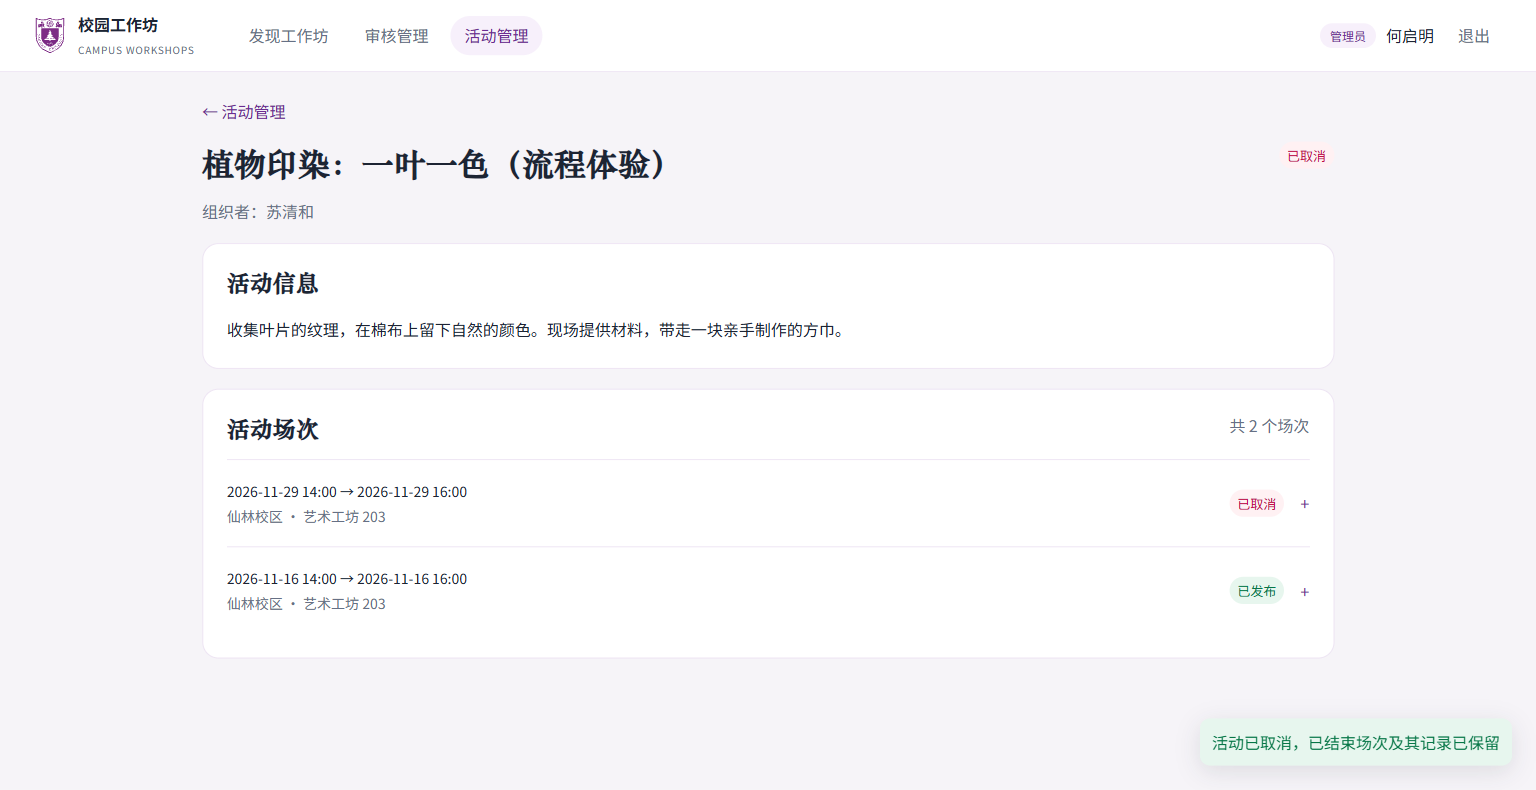 校园工作坊
CAMPUS WORKSHOPS
发现工作坊
审核管理
活动管理
管理员
何启明
退出
← 活动管理
植物印染：一叶一色（流程体验）
已取消
组织者：苏清和
活动信息
收集叶片的纹理，在棉布上留下自然的颜色。现场提供材料，带走一块亲手制作的方巾。
活动场次
共 2 个场次
2026-11-29 14:00 → 2026-11-29 16:00
仙林校区 · 艺术工坊 203
已取消 +
2026-11-16 14:00 → 2026-11-16 16:00
仙林校区 · 艺术工坊 203
已发布 +
活动已取消，已结束场次及其记录已保留